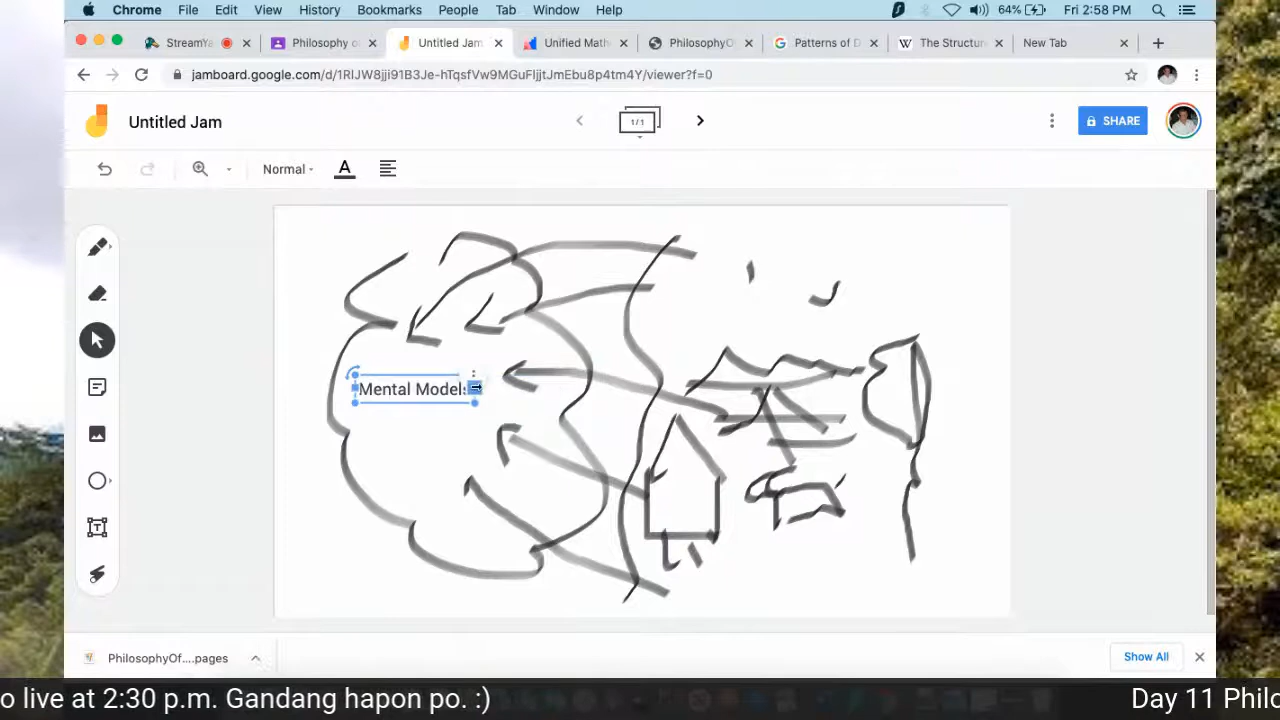 Chrome File Edit View History Bookmarks People Tab Window Help 64% Fri 2:58 PM
StreamYa Philosophy o Untitled Jam Unified Math PhilosophyO Patterns of D The Structur New Tab
jamboard.google.com/d/1RlJW8jji91B3Je-hTqsfVw9MGuFljjtJmEbu8p4tm4Y/viewer?f=0
Untitled Jam
1/1
SHARE
Normal
A
Mental Models
PhilosophyOf....pages
Show All
o live at 2:30 p.m. Gandang hapon po. :) Day 11 Philo